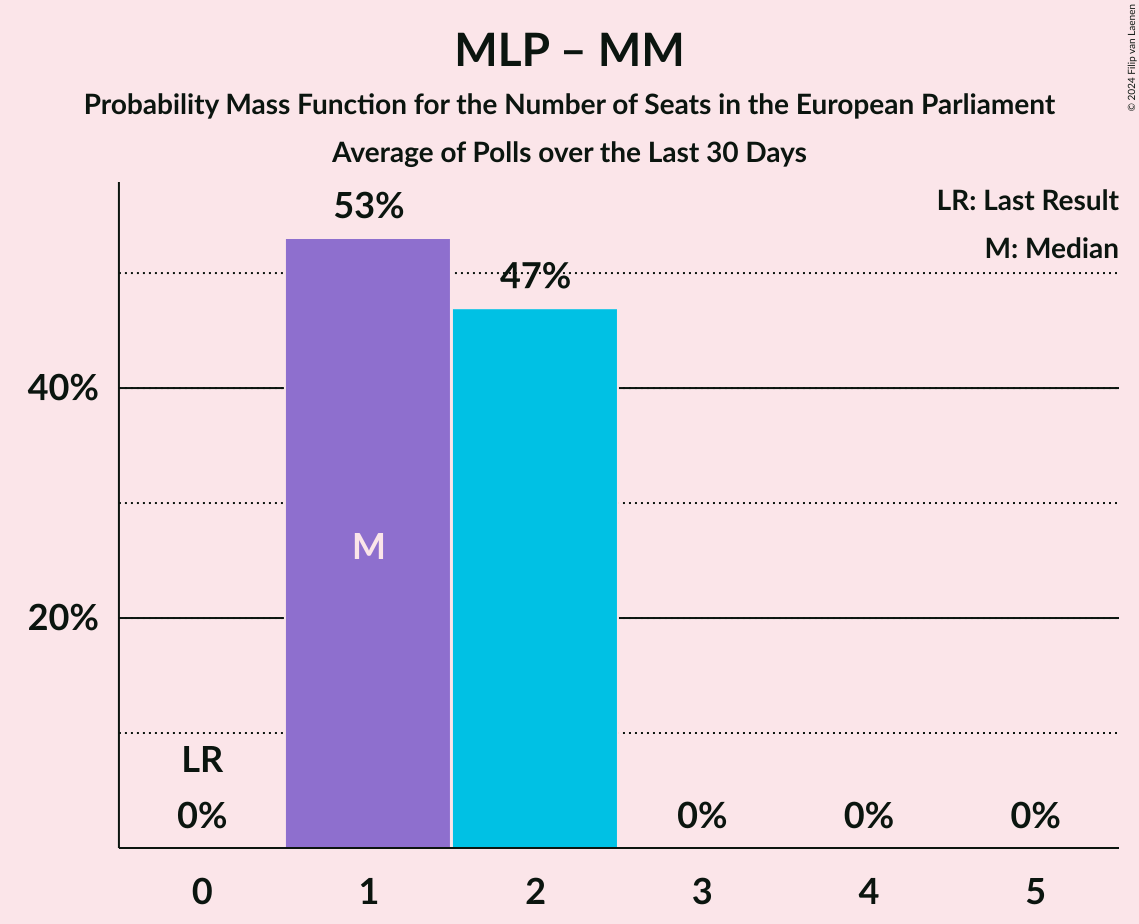 MLP – MM
Probability Mass Function for the Number of Seats in the European Parliament
Average of Polls over the Last 30 Days
© 2024 Filip van Laenen
LR: Last Result
M: Median
53%
47%
40%
M
20%
LR
0%
0%
0%
0%
0
1
2
3
4
5